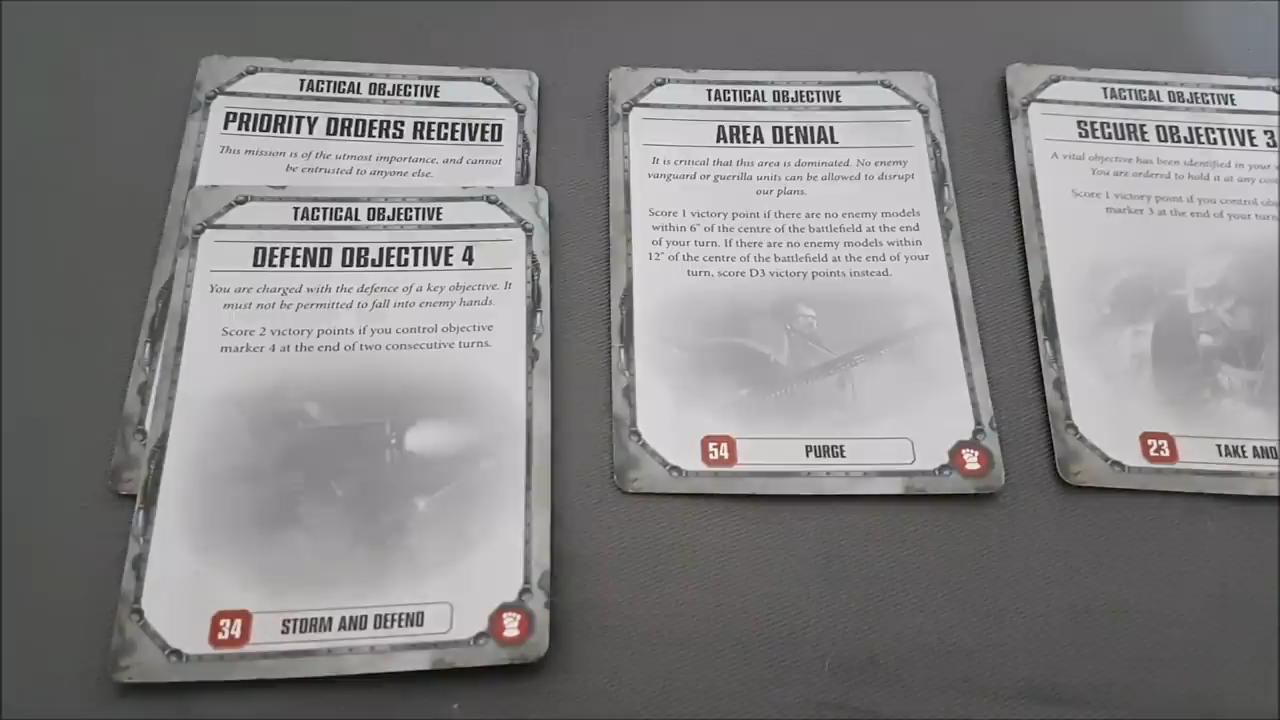 TACTICAL OBJECTIVE
PRIORITY ORDERS RECEIVED
This mission is of the utmost importance, and cannot
be entrusted to anyone else.
TACTICAL OBJECTIVE
DEFEND OBJECTIVE 4
You are charged with the defence of a key objective. It
must not be permitted to fall into enemy hands.
Score 2 victory points if you control objective
marker 4 at the end of two consecutive turns.
34
STORM AND DEFEND
TACTICAL OBJECTIVE
AREA DENIAL
It is critical that this area is dominated. No enemy
vanguard or guerilla units can be allowed to disrupt
our plans.
Score 1 victory point if there are no enemy models
within 6" of the centre of the battlefield at the end
of your turn. If there are no enemy models within
12" of the centre of the battlefield at the end of your
turn, score D3 victory points instead.
54
PURGE
TACTICAL OBJECTIVE
SECURE OBJECTIVE 3
A vital objective has been identified in your
You are ordered to hold it at any
Score 1 victory point if you control
marker 3 at the end of your
23
TAKE AND